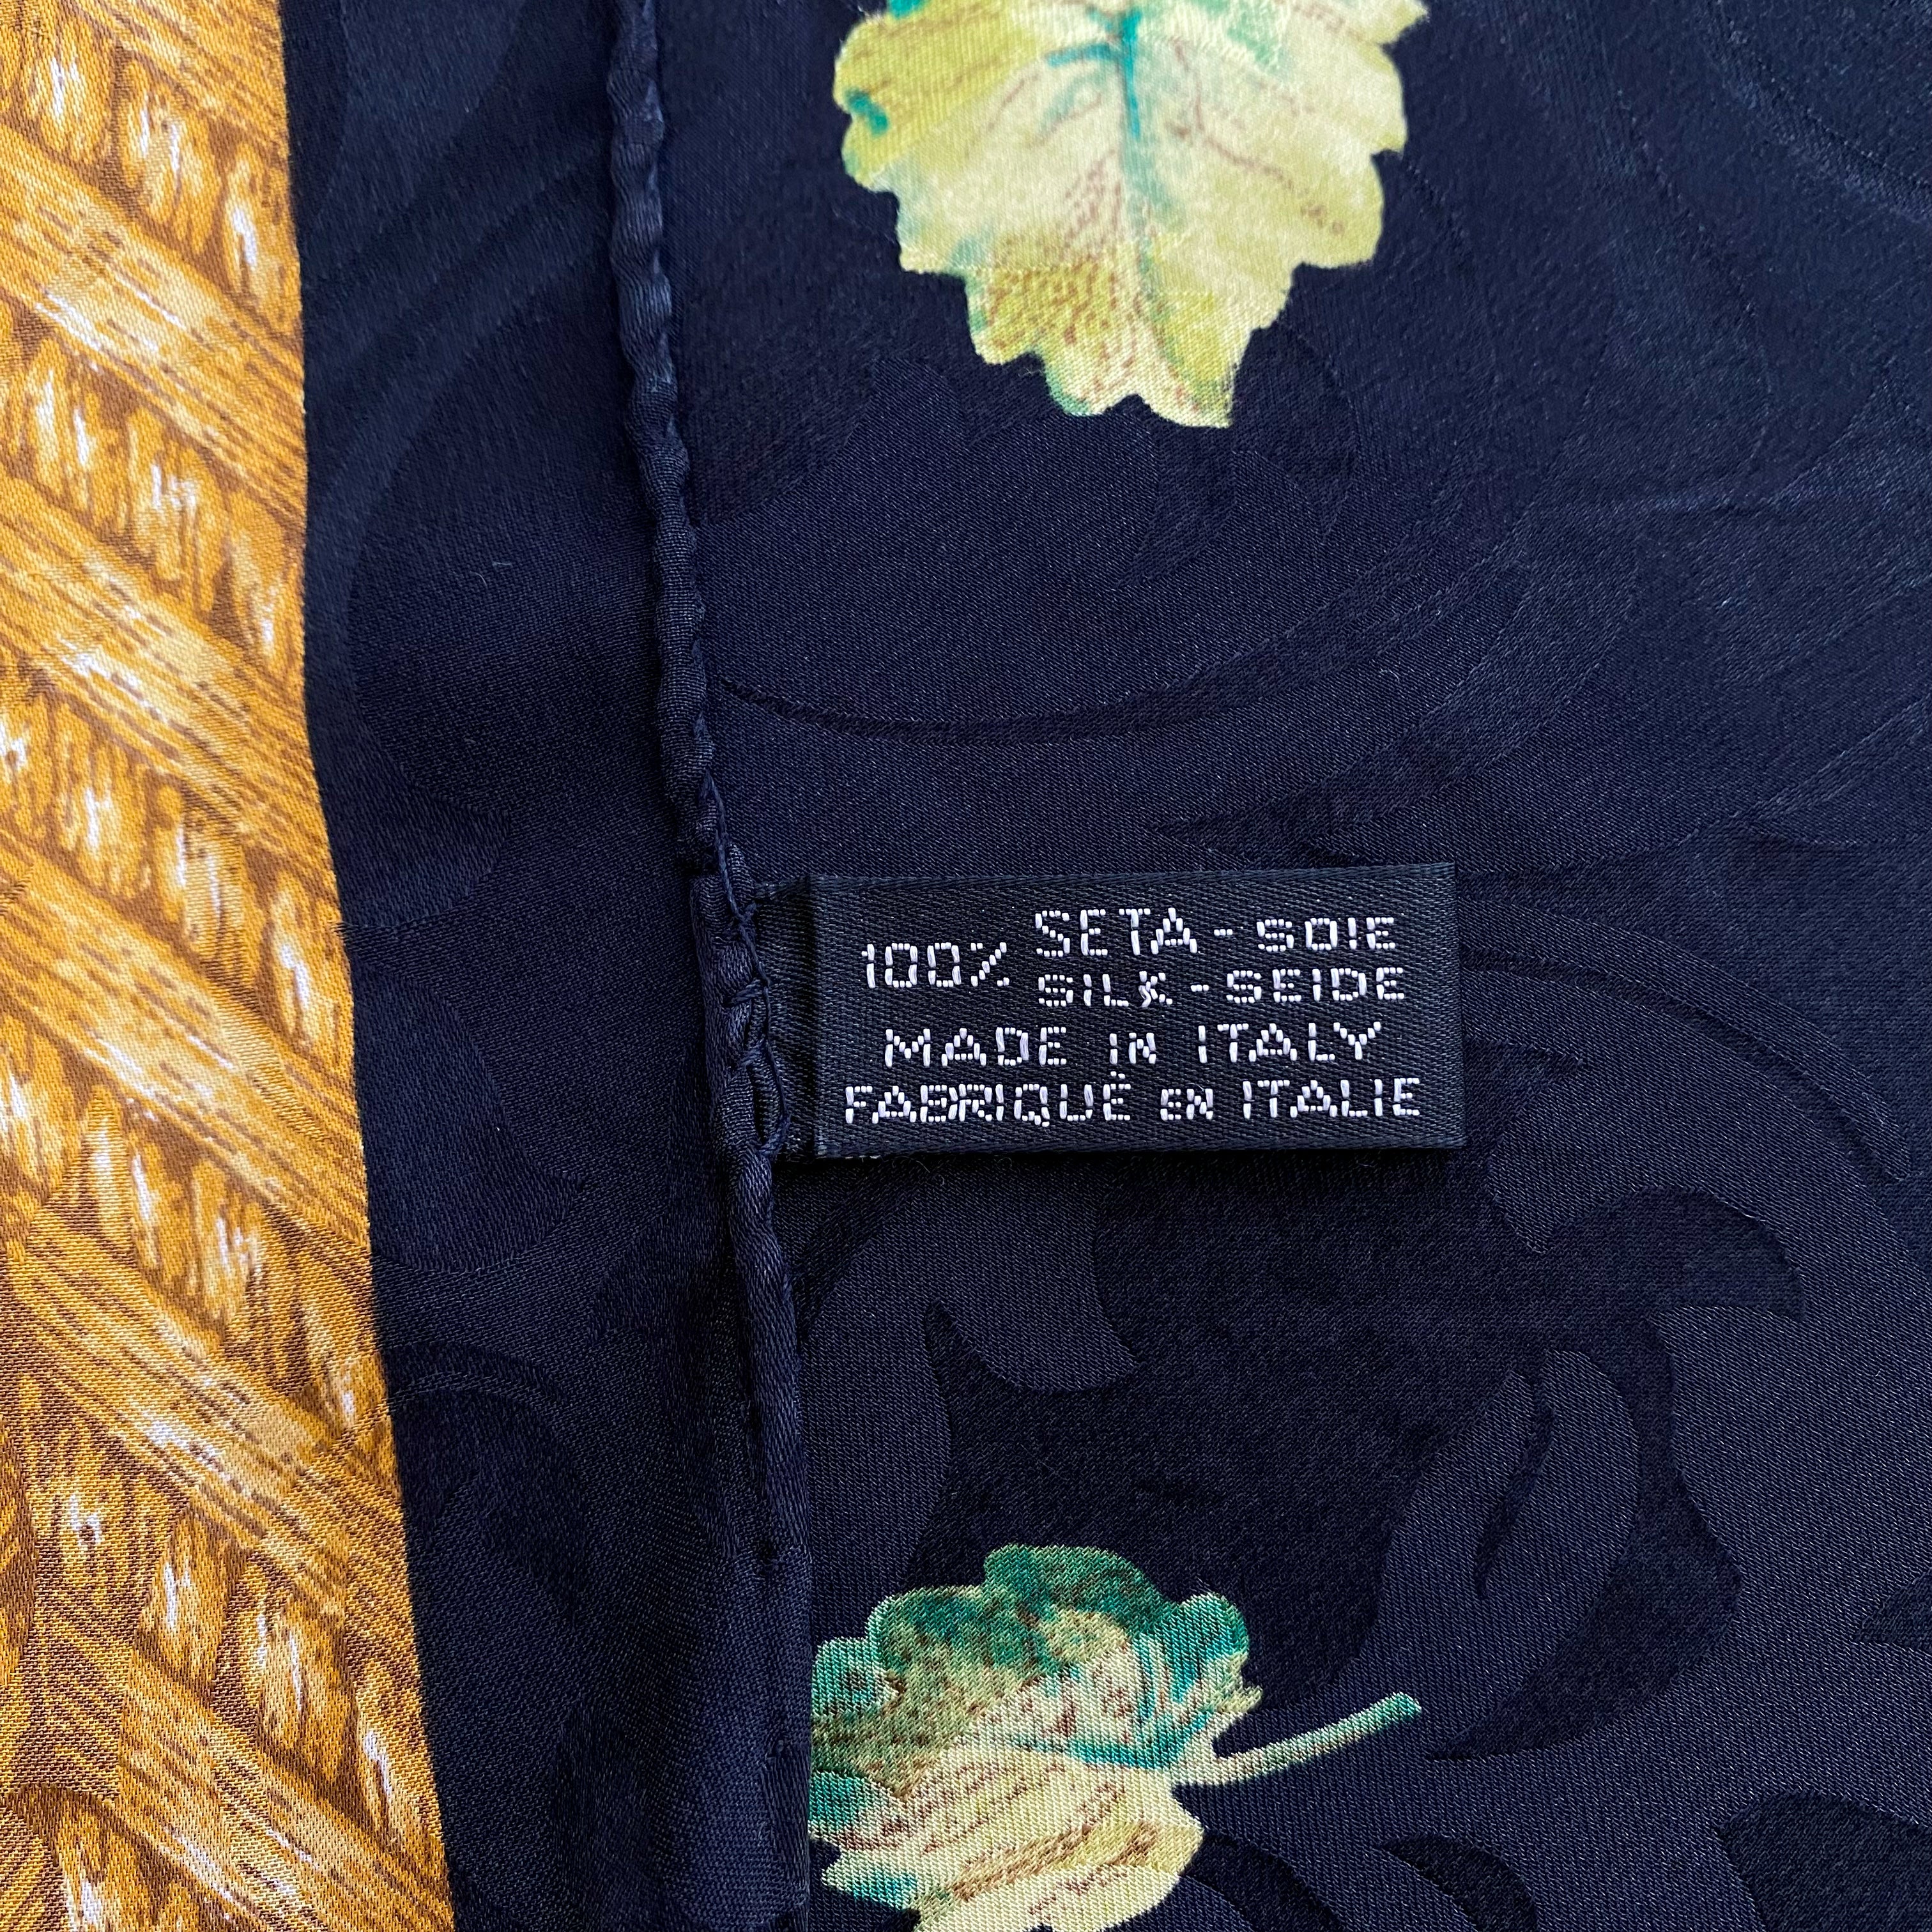 100% SETA - SOIE
SILK - SEIDE
MADE IN ITALY
FABRIQUÉ EN ITALIE